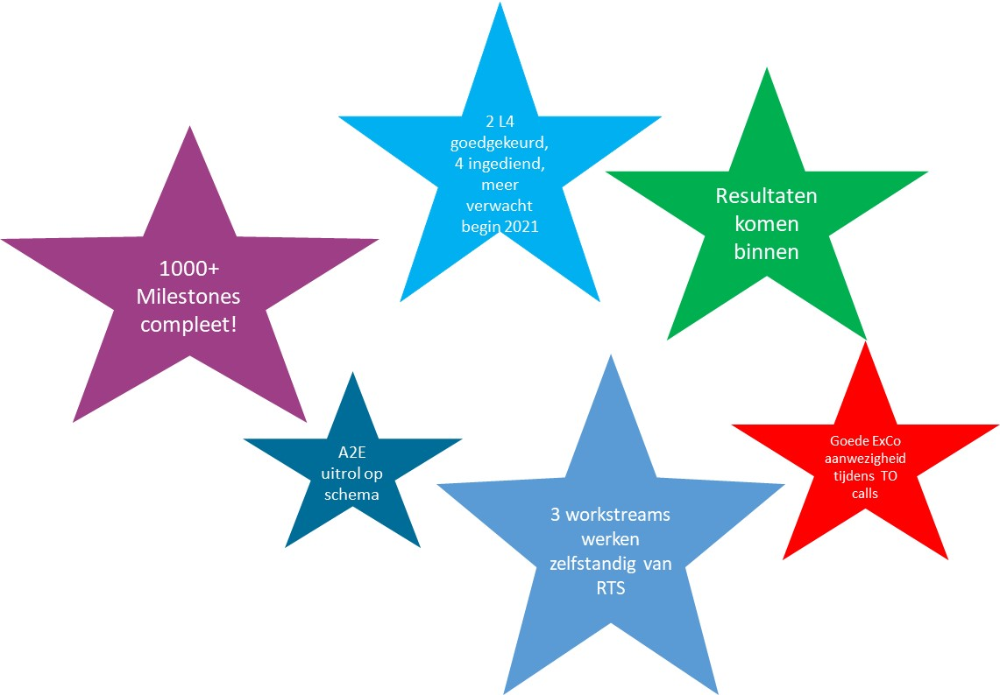 1000+
Milestones
compleet!
2 L4
goedgekeurd,
4 ingediend,
meer
verwacht
begin 2021
Resultaten
komen
binnen
A2E
uitrol op
schema
3 workstreams
werken
zelfstandig van
RTS
Goede ExCo
aanwezigheid
tijdens TO
calls